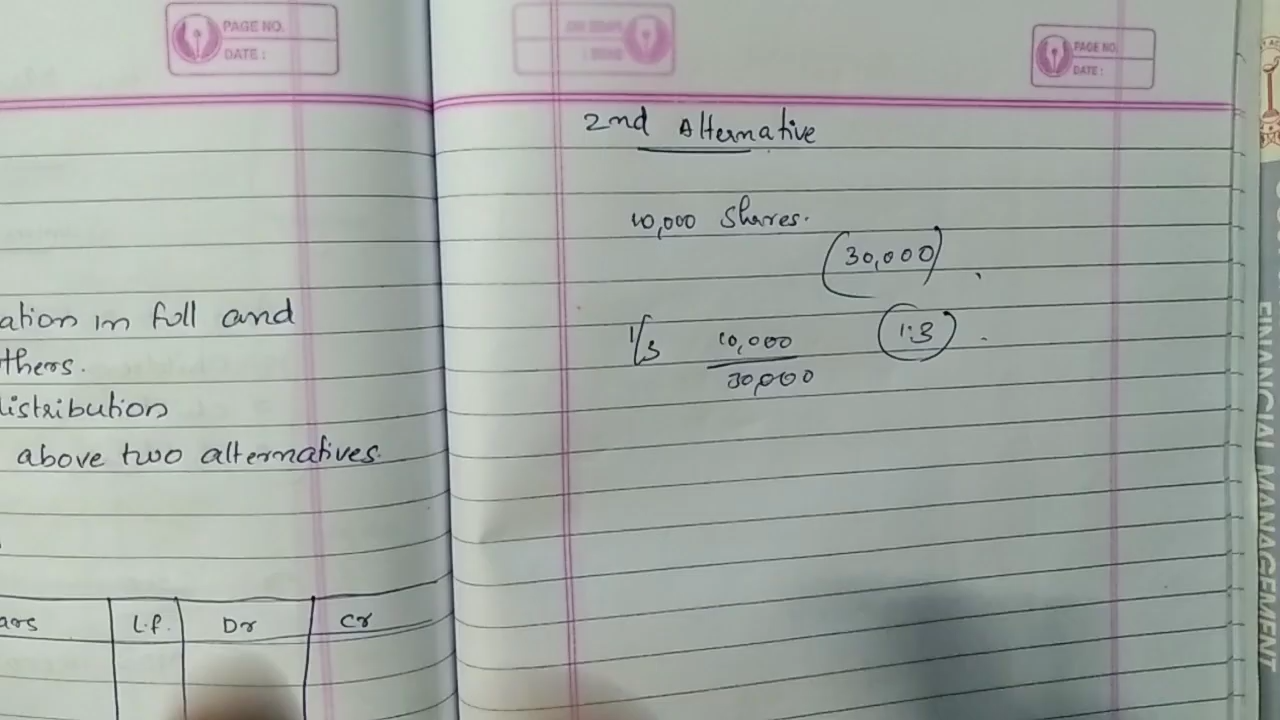 PAGE NO.
DATE :
ation in full and
thers.
distribution
above two alternatives.
ars L.f. Dr Cr
PAGE NO.
DATE :
2nd Alternative
10,000 Shares.
(30,000)
1/3 10,000 1:3
30,000
FINANCIAL MANAGEMENT